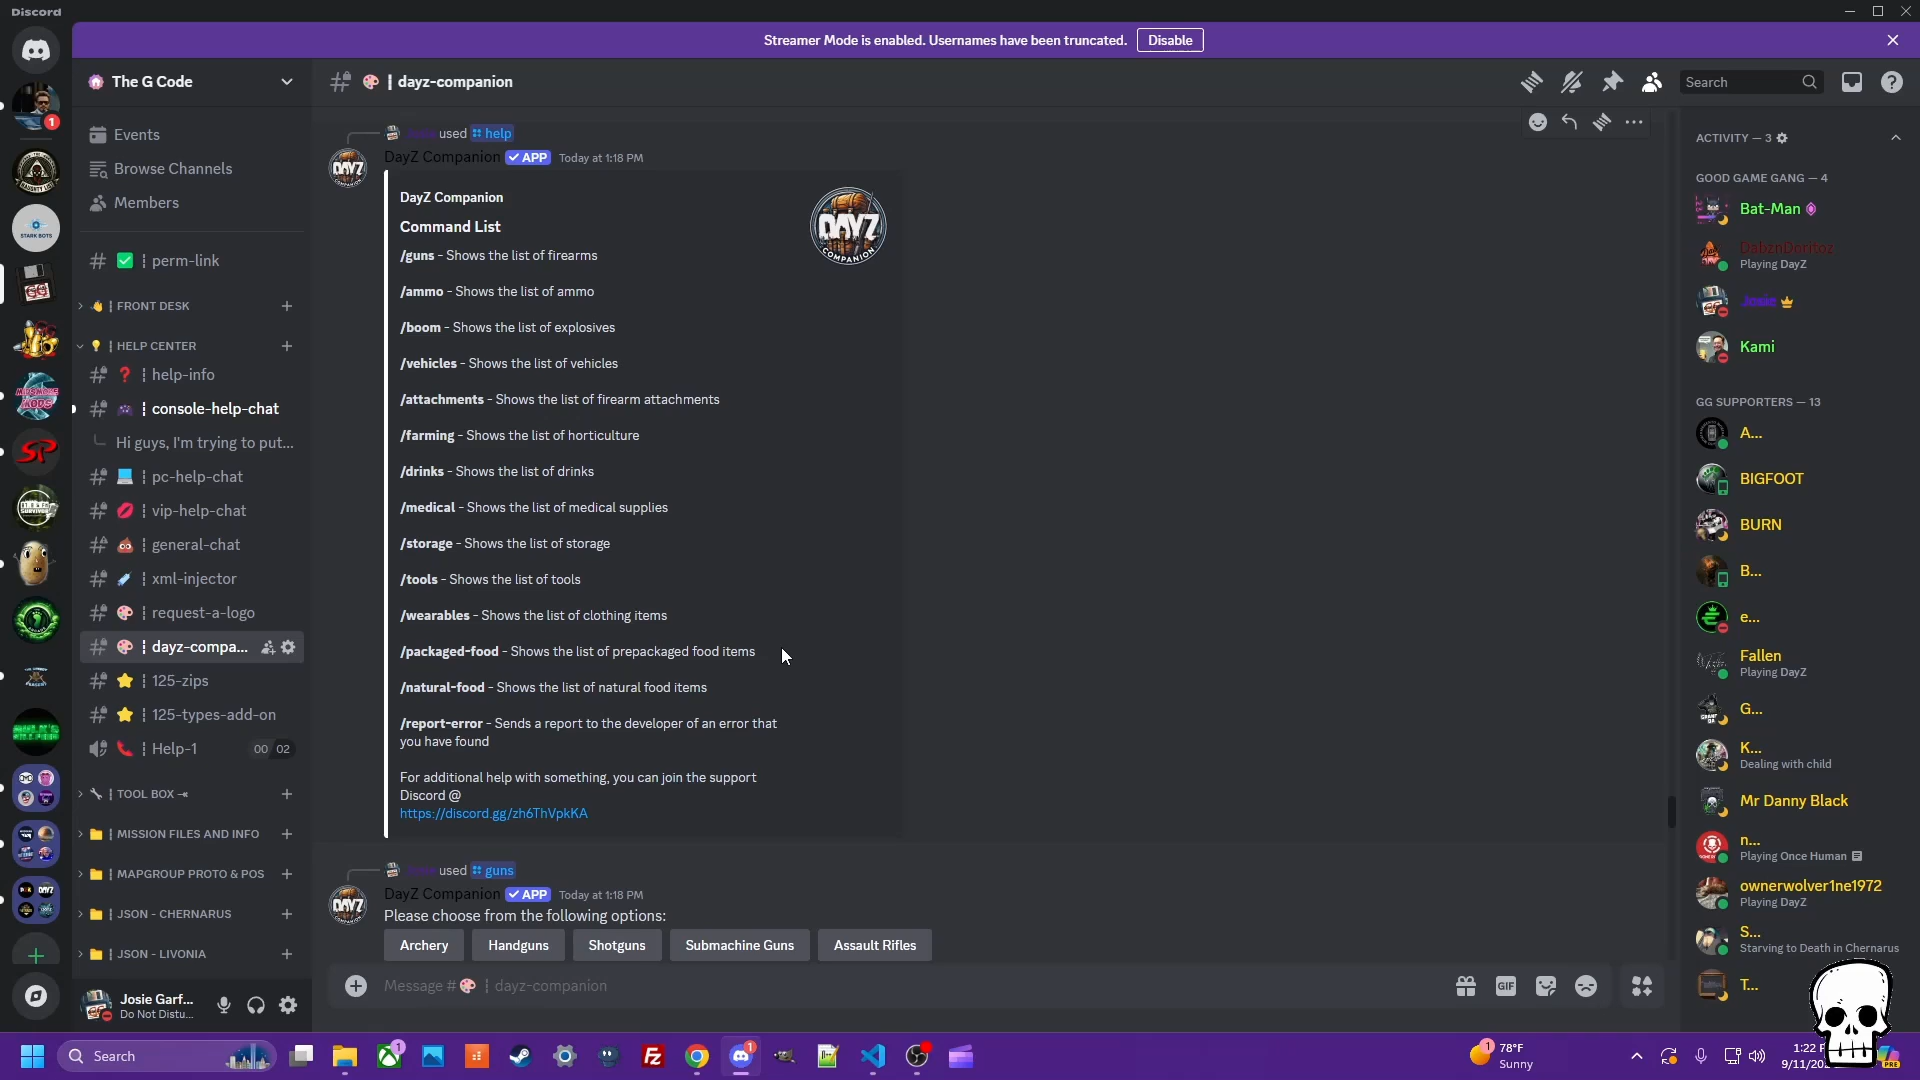 Discord
Streamer Mode is enabled. Usernames have been truncated.
Disable
The G Code
Events
Browse Channels
Members
┆ perm-link
┆ FRONT DESK
┆ HELP CENTER
┆ help-info
┆ console-help-chat
Hi guys, I'm trying to put...
┆ pc-help-chat
┆ vip-help-chat
┆ general-chat
┆ xml-injector
┆ request-a-logo
┆ dayz-compa...
┆ 125-zips
┆ 125-types-add-on
┆ Help-1
00 02
┆ TOOL BOX
┆ MISSION FILES AND INFO
┆ MAPGROUP PROTO & POS
┆ JSON - CHERNARUS
┆ JSON - LIVONIA
Josie Garf...
Do Not Distu...
┆ dayz-companion
Search
Josie used help
DayZ Companion APP Today at 1:18 PM
DayZ Companion
Command List
/guns - Shows the list of firearms
/ammo - Shows the list of ammo
/boom - Shows the list of explosives
/vehicles - Shows the list of vehicles
/attachments - Shows the list of firearm attachments
/farming - Shows the list of horticulture
/drinks - Shows the list of drinks
/medical - Shows the list of medical supplies
/storage - Shows the list of storage
/tools - Shows the list of tools
/wearables - Shows the list of clothing items
/packaged-food - Shows the list of prepackaged food items
/natural-food - Shows the list of natural food items
/report-error - Sends a report to the developer of an error that
you have found
For additional help with something, you can join the support
Discord @
https://discord.gg/zh6ThVpkKA
DAYZ
COMPANION
Josie used guns
DayZ Companion APP Today at 1:18 PM
Please choose from the following options:
Archery
Handguns
Shotguns
Submachine Guns
Assault Rifles
Message # ┆ dayz-companion
GIF
ACTIVITY — 3
GOOD GAME GANG — 4
Bat-Man
DabznDoritoz
Playing DayZ
Josie
Kami
GG SUPPORTERS — 13
A...
BIGFOOT
BURN
B...
e...
Fallen
Playing DayZ
G...
K...
Dealing with child
Mr Danny Black
n...
Playing Once Human
ownerwolver1ne1972
Playing DayZ
S...
Starving to Death in Chernarus
T...
Search
78°F
Sunny
1:22
9/11/20